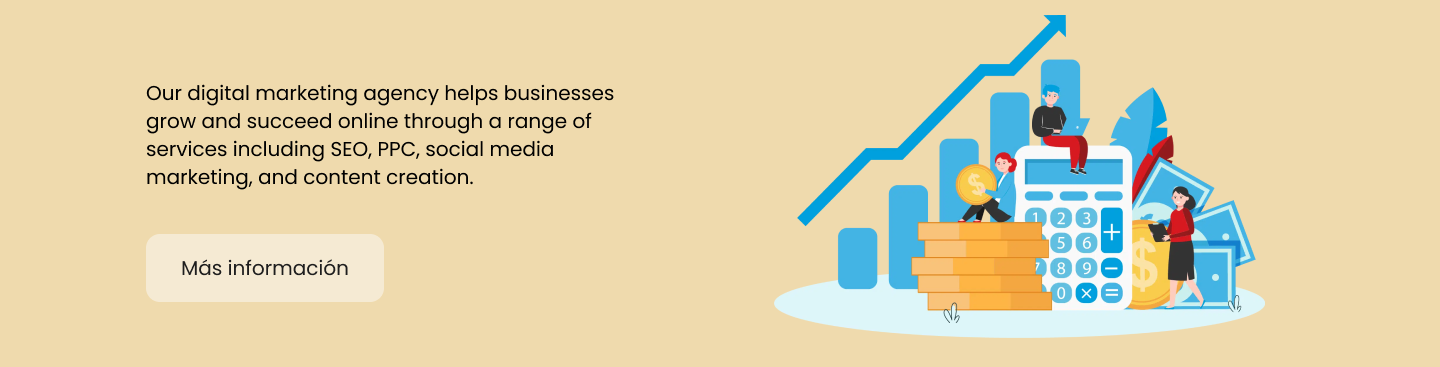 Our digital marketing agency helps businesses
grow and succeed online through a range of
services including SEO, PPC, social media
marketing, and content creation.
Más información
$
1 2 3 +
5 6
7 8 9 −
0 × =
$